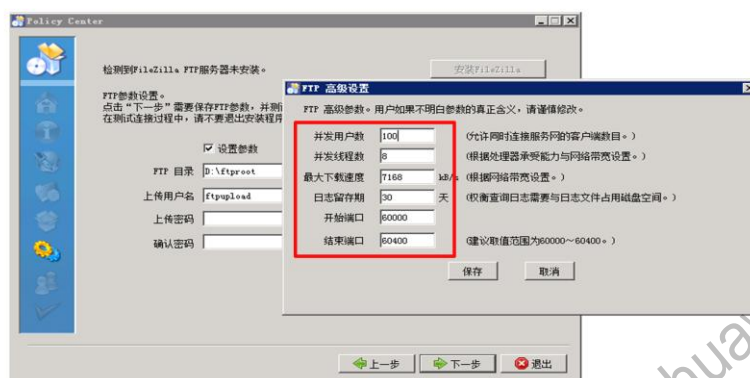 Policy Center
检测到FileZilla FTP服务器未安装。
安装FileZilla
FTP参数设置。
点击“下一步”需要保存FTP参数，并测
在测试连接过程中，请不要退出安装程序
设置参数
FTP 目录 D:\ftproot
上传用户名 ftpupload
上传密码
确认密码
FTP 高级设置
FTP 高级参数。用户如果不明白参数的真正含义，请谨慎修改。
并发用户数 100 (允许同时连接服务网的客户端数目。)
并发线程数 8 (根据处理器承受能力与网络带宽设置。)
最大下载速度 7168 kB/s (根据网络带宽设置。)
日志留存期 30 天 (权衡查询日志需要与日志文件占用磁盘空间。)
开始端口 60000
结束端口 60400 (建议取值范围为60000～60400。)
保存 取消
上一步 下一步 退出